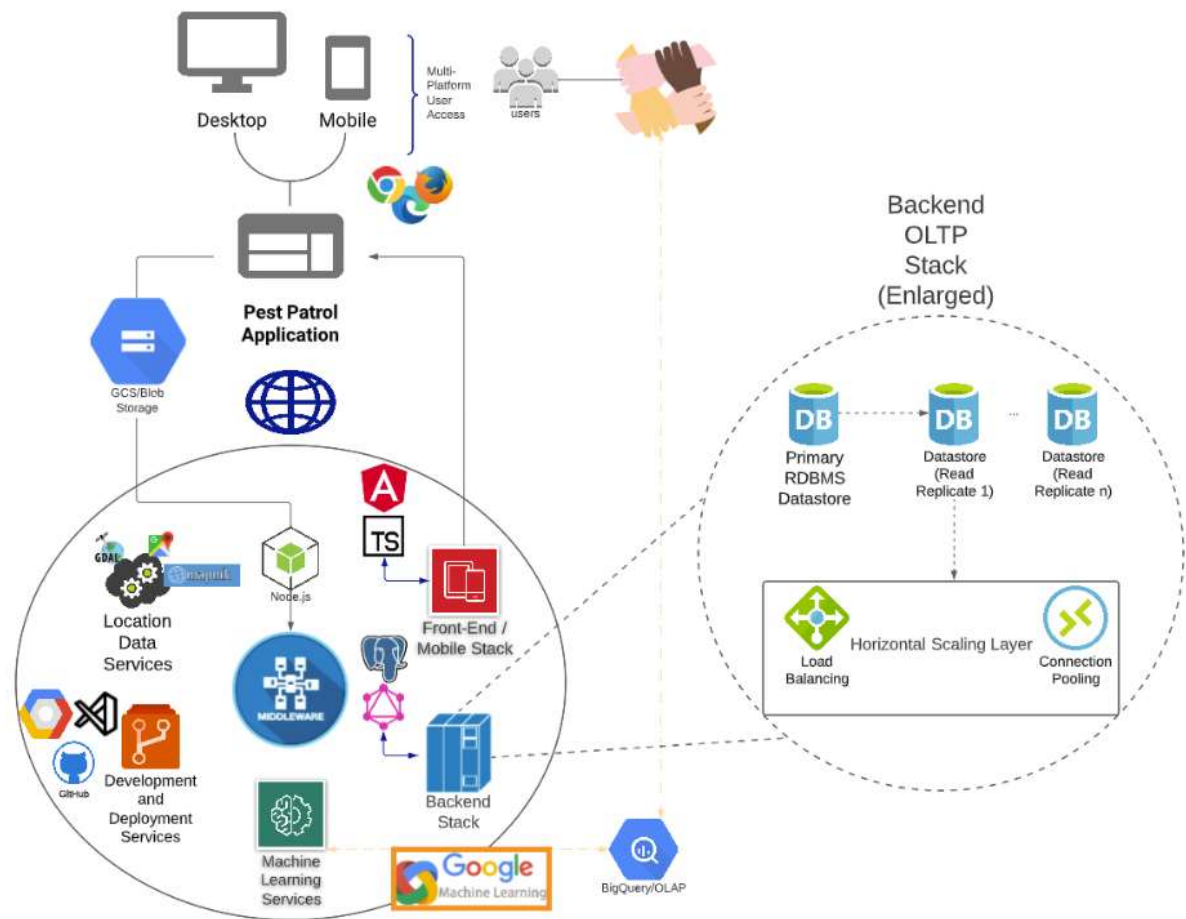 Desktop
Mobile
Multi-
Platform
User
Access
users
Pest Patrol
Application
GCS/Blob
Storage
Backend
OLTP
Stack
(Enlarged)
DB
DB
...
DB
Primary
RDBMS
Datastore
Datastore
(Read
Replicate 1)
Datastore
(Read
Replicate n)
Load
Balancing
Horizontal Scaling Layer
Connection
Pooling
GDAL
mapnik
Location
Data
Services
Node.js
A
TS
Front-End /
Mobile Stack
MIDDLEWARE
GitHub
Development
and
Deployment
Services
Backend
Stack
Machine
Learning
Services
Google
Machine Learning
BigQuery/OLAP